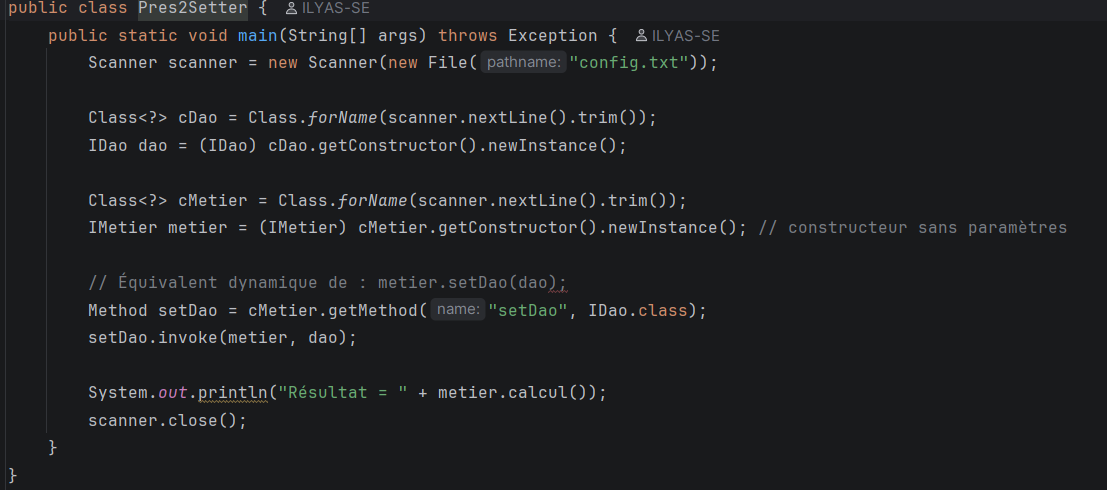 public class Pres2Setter { ILYAS-SE
public static void main(String[] args) throws Exception { ILYAS-SE
Scanner scanner = new Scanner(new File( pathname: "config.txt"));
Class<?> cDao = Class.forName(scanner.nextLine().trim());
IDao dao = (IDao) cDao.getConstructor().newInstance();
Class<?> cMetier = Class.forName(scanner.nextLine().trim());
IMetier metier = (IMetier) cMetier.getConstructor().newInstance(); // constructeur sans paramètres
// Équivalent dynamique de : metier.setDao(dao);
Method setDao = cMetier.getMethod( name: "setDao", IDao.class);
setDao.invoke(metier, dao);
System.out.println("Résultat = " + metier.calcul());
scanner.close();
}
}